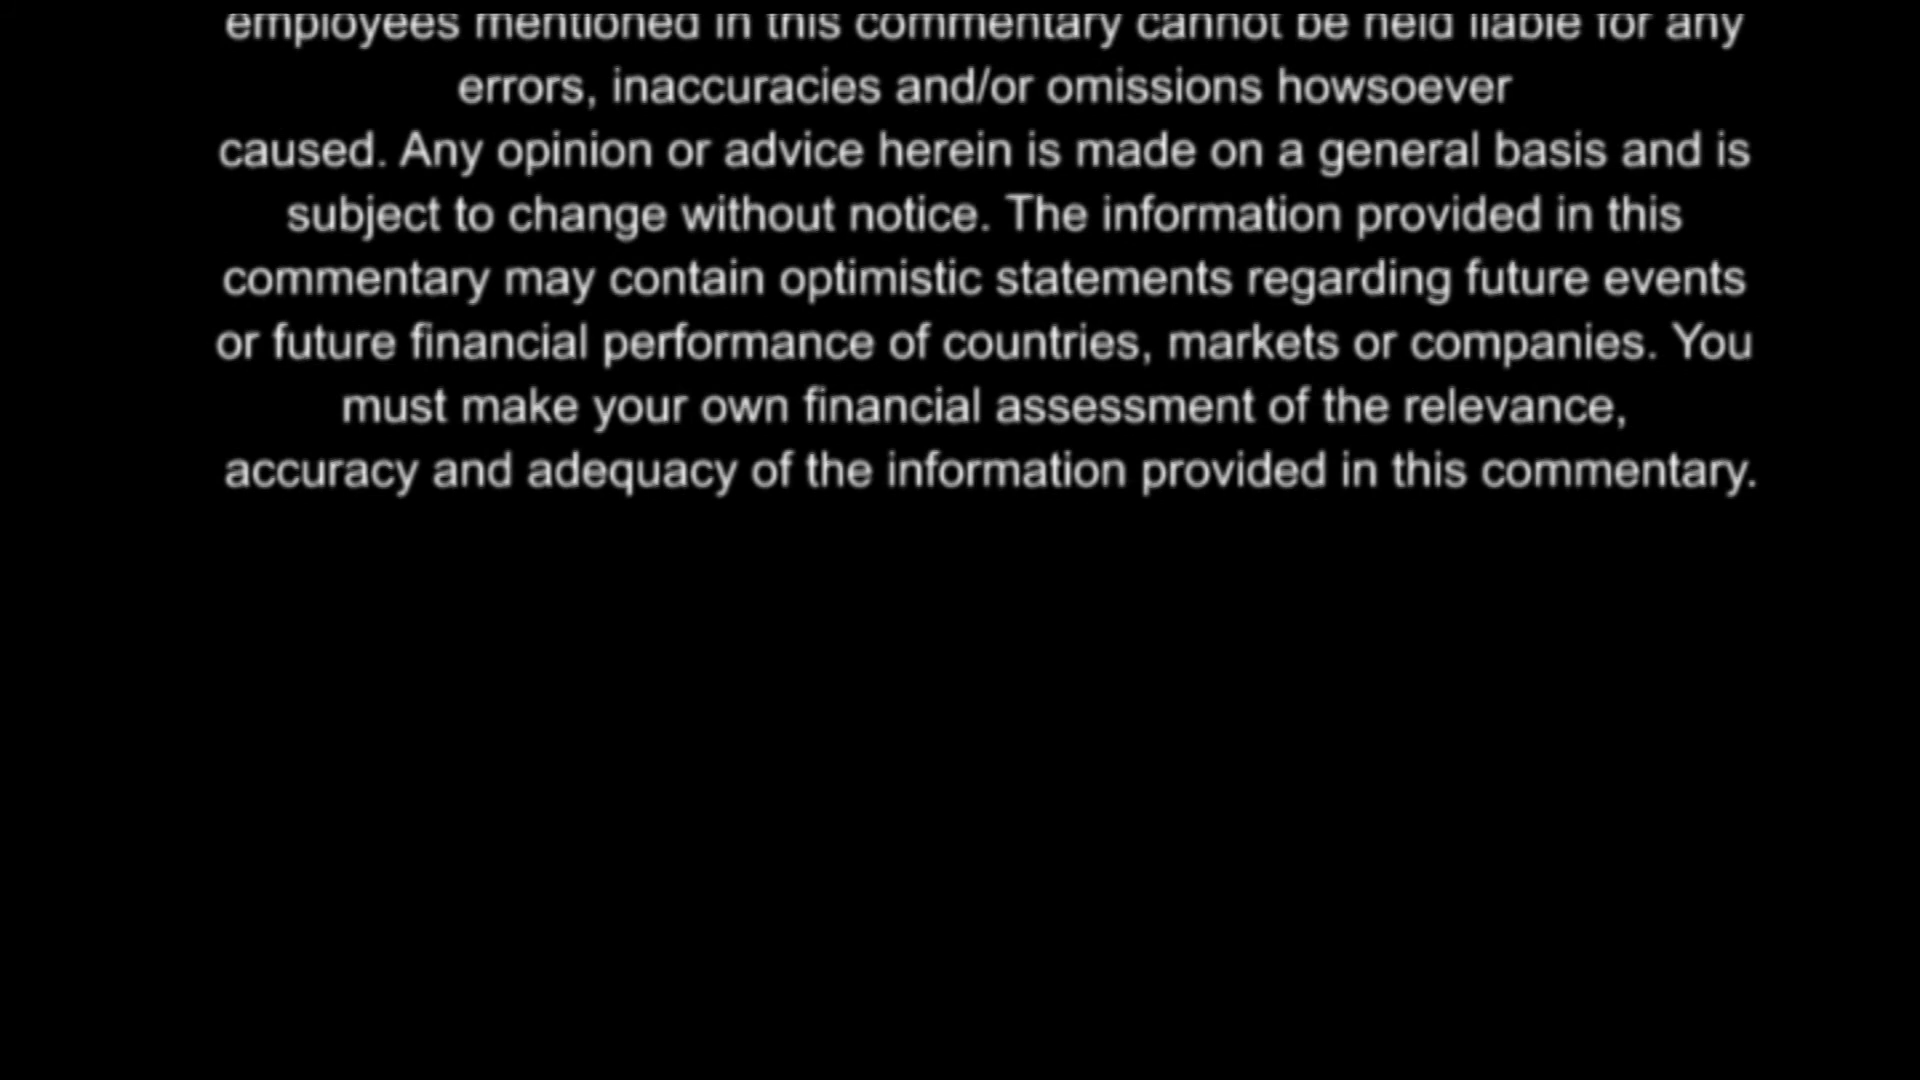 employees mentioned in this commentary cannot be held liable for any
errors, inaccuracies and/or omissions howsoever
caused. Any opinion or advice herein is made on a general basis and is
subject to change without notice. The information provided in this
commentary may contain optimistic statements regarding future events
or future financial performance of countries, markets or companies. You
must make your own financial assessment of the relevance,
accuracy and adequacy of the information provided in this commentary.